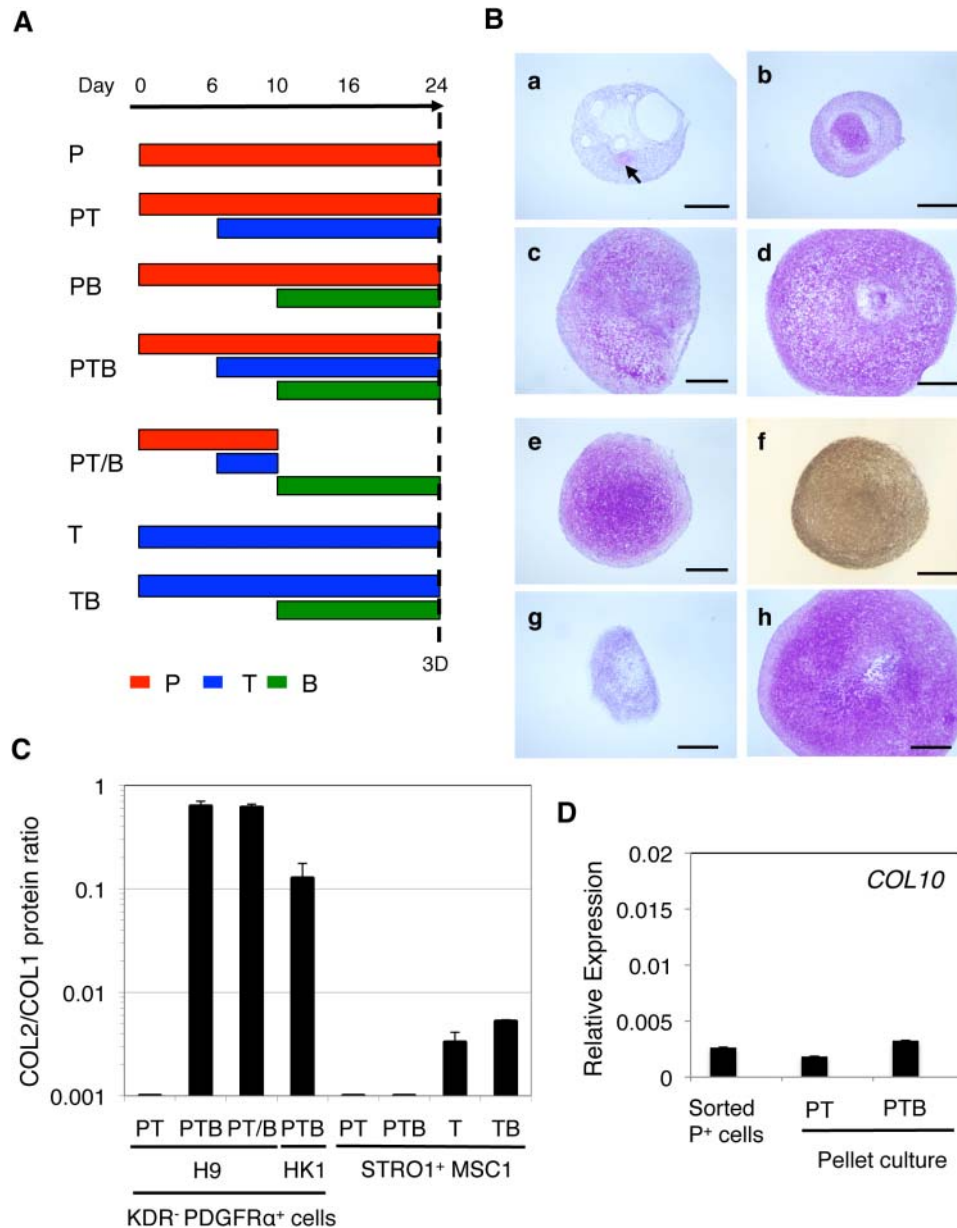 A
Day 0 6 10 16 24
P
PT
PB
PTB
PT/B
T
TB
3D
P T B
B
a b
c d
e f
g h
C
COL2/COL1 protein ratio
1
0.1
0.01
0.001
PT PTB PT/B PTB PT PTB T TB
H9 HK1 STRO1⁺ MSC1
KDR⁻ PDGFRα⁺ cells
D
Relative Expression
COL10
0.02
0.015
0.01
0.005
0
Sorted P⁺ cells
PT PTB
Pellet culture